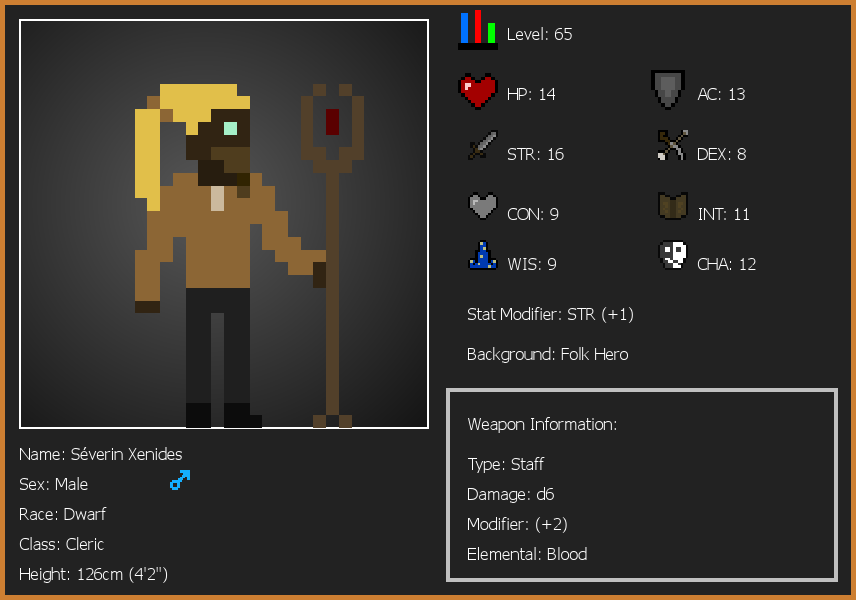 Level: 65
HP: 14
AC: 13
STR: 16
DEX: 8
CON: 9
INT: 11
WIS: 9
CHA: 12
Stat Modifier: STR (+1)
Background: Folk Hero
Weapon Information:
Type: Staff
Damage: d6
Modifier: (+2)
Elemental: Blood
Name: Séverin Xenides
Sex: Male
Race: Dwarf
Class: Cleric
Height: 126cm (4'2")